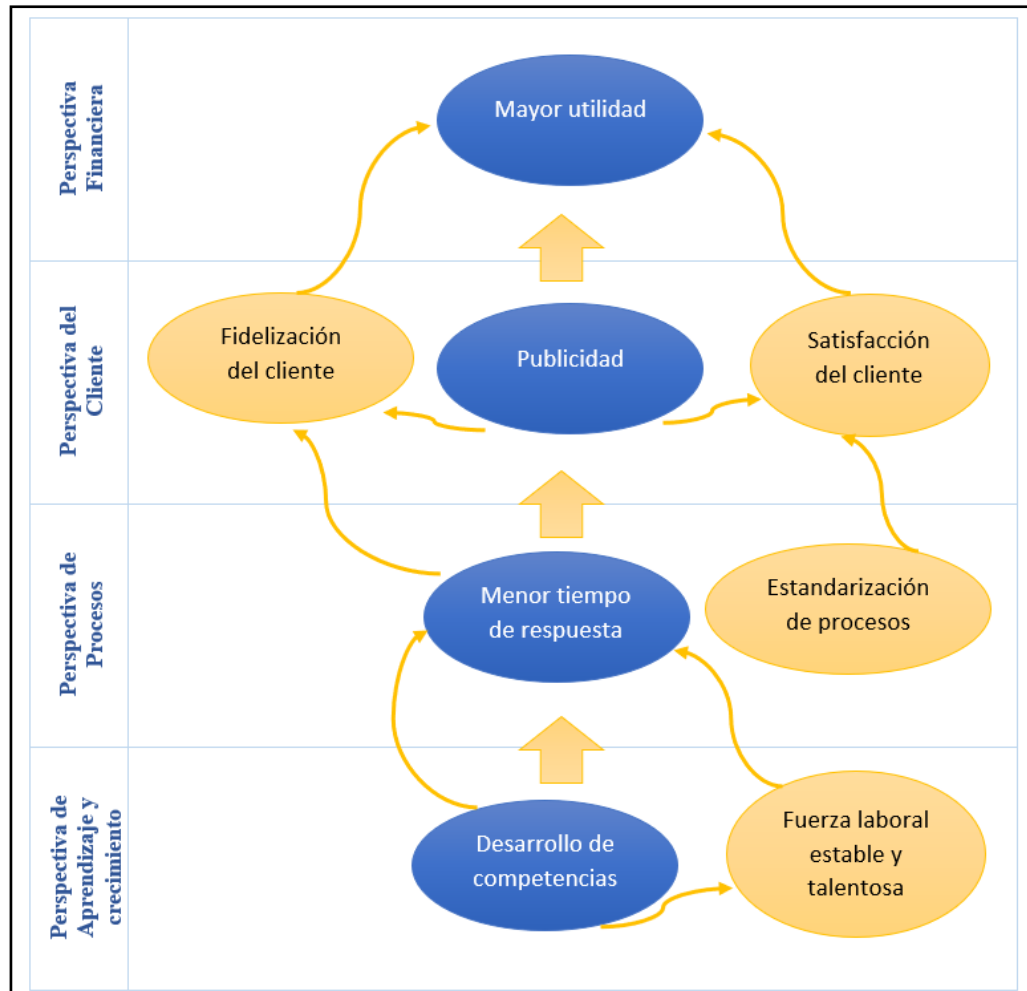 Perspectiva
Financiera
Mayor utilidad
Perspectiva del
Cliente
Fidelización
del cliente
Publicidad
Satisfacción
del cliente
Perspectiva de
Procesos
Menor tiempo
de respuesta
Estandarización
de procesos
Perspectiva de
Aprendizaje y
crecimiento
Desarrollo de
competencias
Fuerza laboral
estable y
talentosa